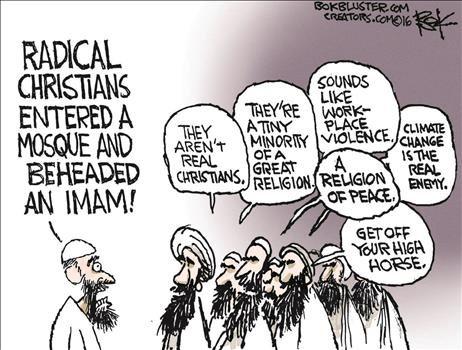 BOKBLUSTER.COM
CREATORS.COM©16 BOK
RADICAL
CHRISTIANS
ENTERED A
MOSQUE AND
BEHEADED
AN IMAM!
THEY
AREN'T
REAL
CHRISTIANS.
THEY'RE
A TINY
MINORITY
OF A
GREAT
RELIGION.
SOUNDS
LIKE
WORK-
PLACE
VIOLENCE.
A
RELIGION
OF PEACE.
CLIMATE
CHANGE
IS THE
REAL
ENEMY.
GET OFF
YOUR HIGH
HORSE.